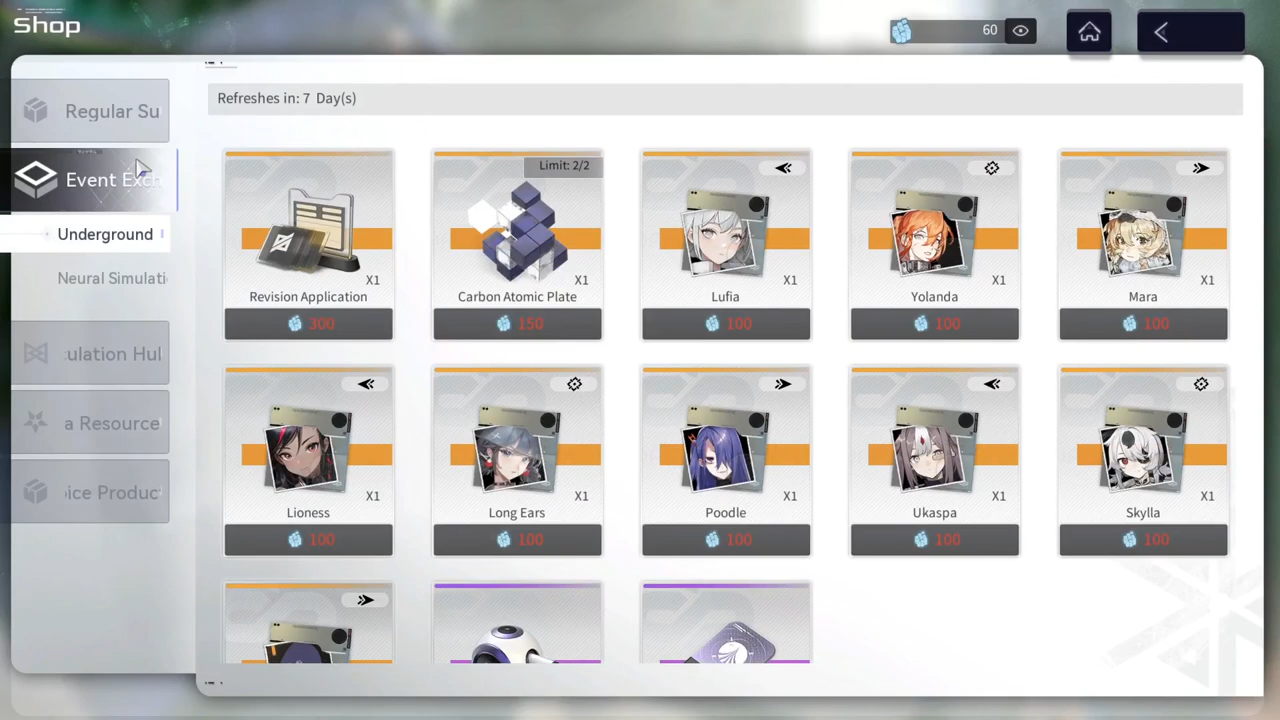 Shop
60
Regular Su
Event Exch
Underground
Neural Simulati
ulation Hul
a Resource
ice Produc
Refreshes in: 7 Day(s)
X1
Revision Application
300
Limit: 2/2
X1
Carbon Atomic Plate
150
X1
Lufia
100
X1
Yolanda
100
X1
Mara
100
X1
Lioness
100
X1
Long Ears
100
X1
Poodle
100
X1
Ukaspa
100
X1
Skylla
100